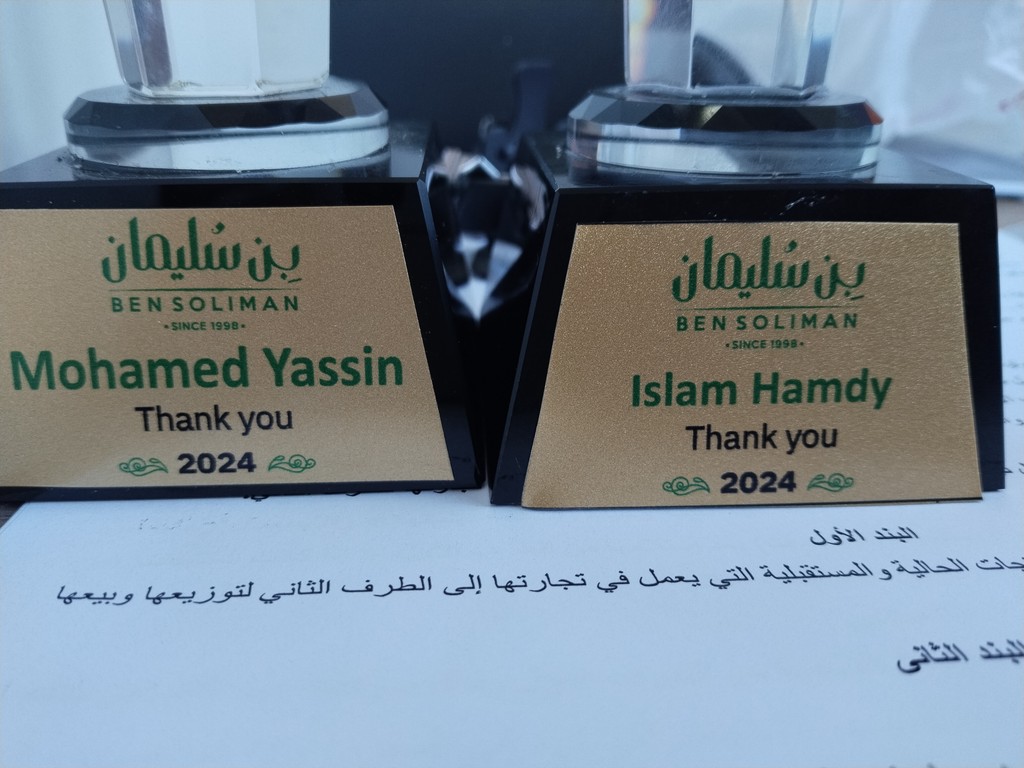 بن سُليمان
BEN SOLIMAN
• SINCE 1998 •
Mohamed Yassin
Thank you
2024
بن سُليمان
BEN SOLIMAN
• SINCE 1998 •
Islam Hamdy
Thank you
2024
البند الأول
الحالية والمستقبلية التي يعمل في تجارتها إلى الطرف الثاني لتوزيعها وبيعها
البند الثاني